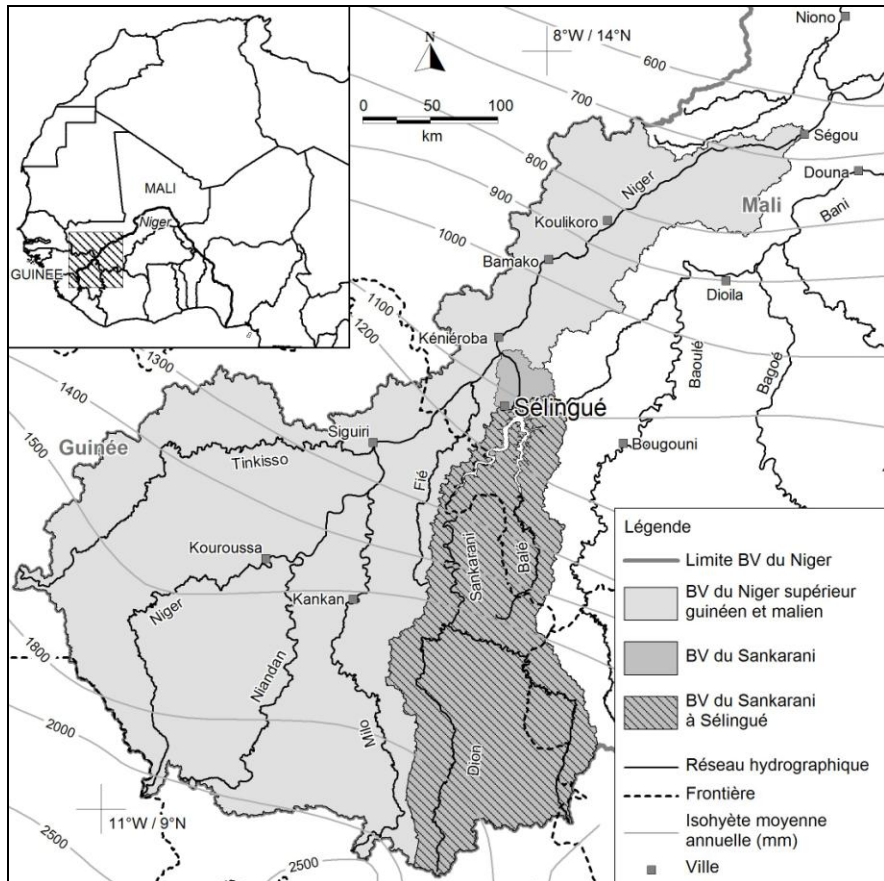 8°W / 14°N
Niono
N
600
700
0 50 100
km
Ségou
MALI
Niger
GUINEE
800
900
1000
Niger
Mali
Douna
Bani
Koulikoro
Bamako
Dioila
1100
1200
Kéniéroba
Baoulé
Bagoé
1300
1400
1500
Sélingué
Guinée
Siguiri
Tinkisso
Fié
Bougouni
Kouroussa
Sankarani
Balé
Niger
Kankan
1800
Niandan
Milo
Dion
2000
2500
11°W / 9°N
2500
Légende
Limite BV du Niger
BV du Niger supérieur
guinéen et malien
BV du Sankarani
BV du Sankarani
à Sélingué
Réseau hydrographique
Frontière
Isohyète moyenne
annuelle (mm)
Ville